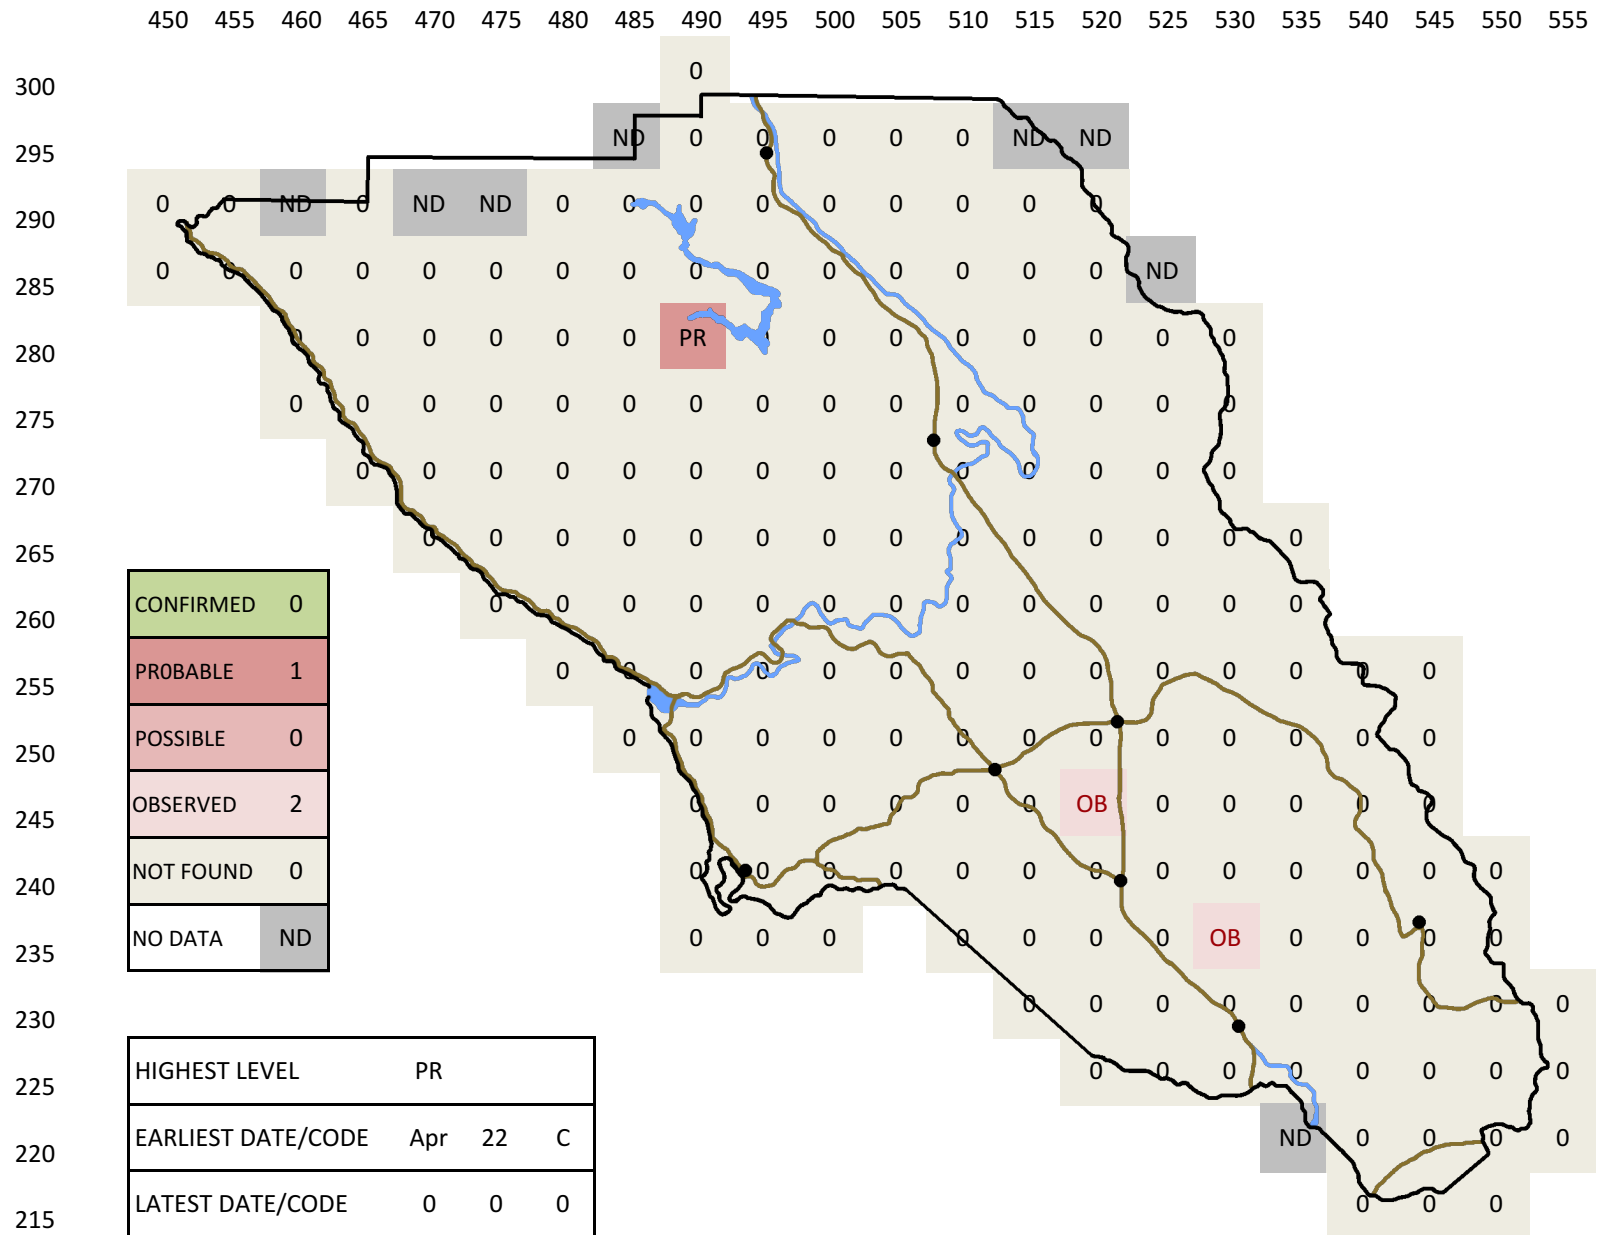 450 455 460 465 470 475 480 485 490 495 500 505 510 515 520 525 530 535 540 545 550 555
300 0
295 ND 0 0 0 0 0 ND ND
290 0 0 ND 0 ND ND 0 0 0 0 0 0 0 0 0
285 0 0 0 0 0 0 0 0 0 0 0 0 0 0 0 ND
280 0 0 0 0 0 0 PR 0 0 0 0 0 0 0 0
275 0 0 0 0 0 0 0 0 0 0 0 0 0 0 0
270 0 0 0 0 0 0 0 0 0 0 0 0 0 0
265 0 0 0 0 0 0 0 0 0 0 0 0 0 0
260 CONFIRMED 0 0 0 0 0 0 0 0 0 0 0 0 0 0
255 PR0BABLE 1 0 0 0 0 0 0 0 0 0 0 0 0 0 0
250 POSSIBLE 0 0 0 0 0 0 0 0 0 0 0 0 0 0
245 OBSERVED 2 0 0 0 0 0 0 OB 0 0 0 0 0
240 NOT FOUND 0 0 0 0 0 0 0 0 0 0 0 0 0 0
235 NO DATA ND 0 0 0 0 0 0 0 OB 0 0 0 0
230 0 0 0 0 0 0 0 0 0
225 HIGHEST LEVEL PR 0 0 0 0 0 0 0 0
220 EARLIEST DATE/CODE Apr 22 C ND 0 0 0 0
215 LATEST DATE/CODE 0 0 0 0 0 0